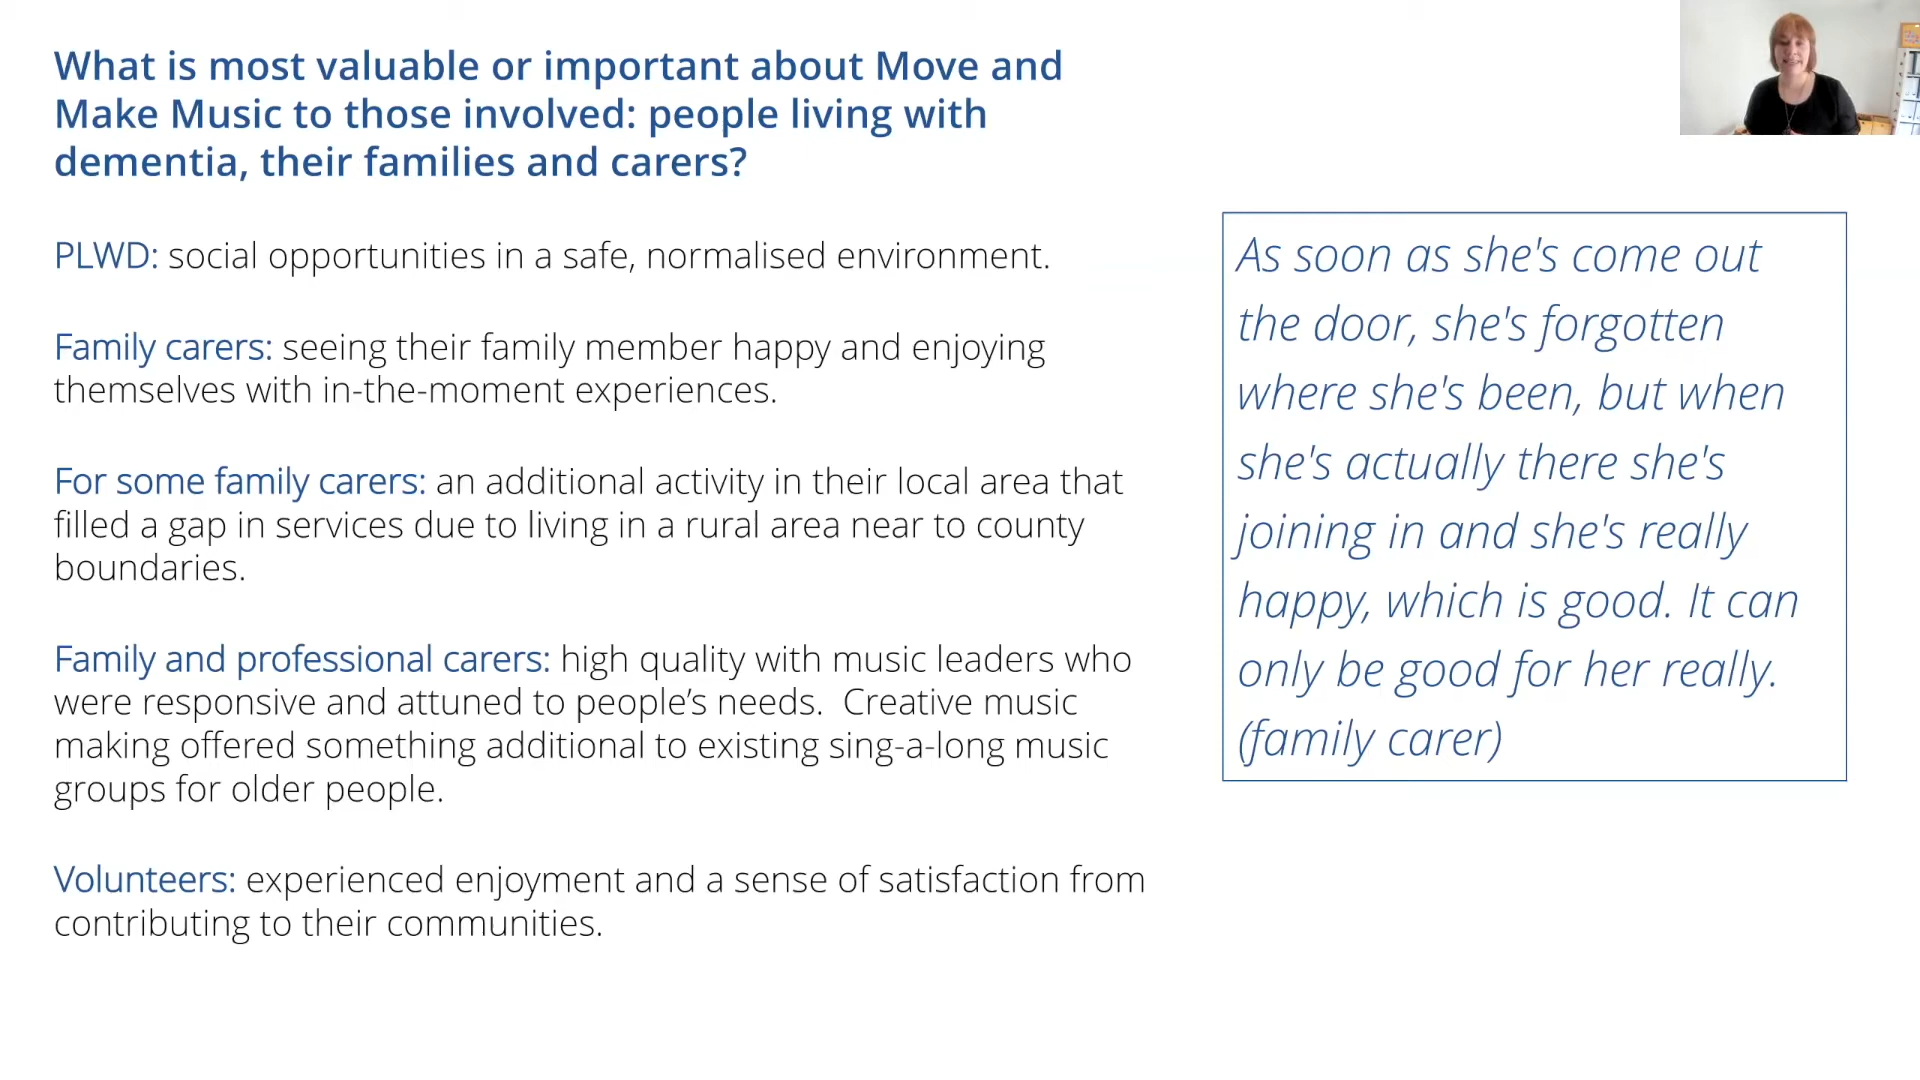 What is most valuable or important about Move and
Make Music to those involved: people living with
dementia, their families and carers?
PLWD: social opportunities in a safe, normalised environment.
Family carers: seeing their family member happy and enjoying
themselves with in-the-moment experiences.
For some family carers: an additional activity in their local area that
filled a gap in services due to living in a rural area near to county
boundaries.
Family and professional carers: high quality with music leaders who
were responsive and attuned to people’s needs.  Creative music
making offered something additional to existing sing-a-long music
groups for older people.
Volunteers: experienced enjoyment and a sense of satisfaction from
contributing to their communities.
As soon as she's come out
the door, she's forgotten
where she's been, but when
she's actually there she's
joining in and she's really
happy, which is good. It can
only be good for her really.
(family carer)